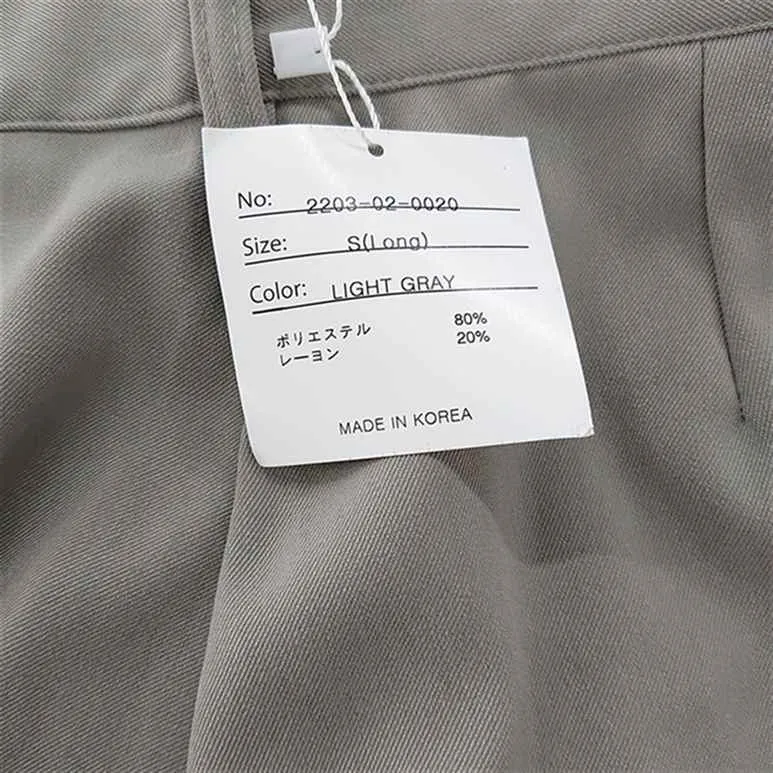 No: 2203-02-0020
Size: S(Long)
Color: LIGHT GRAY
ポリエステル 80%
レーヨン 20%
MADE IN KOREA